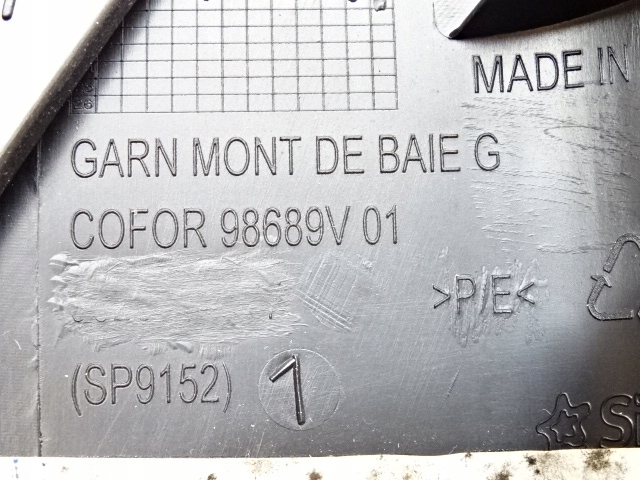 MADE IN
GARN MONT DE BAIE G
COFOR 98689V 01
>P/E<
(SP9152) 1